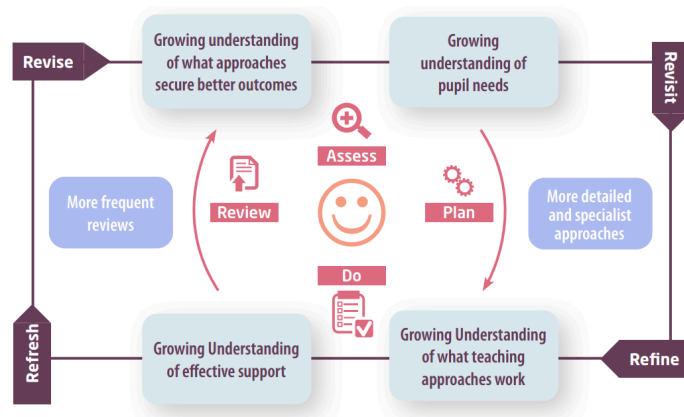 Revise
Growing understanding
of what approaches
secure better outcomes
Growing
understanding of
pupil needs
Revisit
Assess
More frequent
reviews
Review
Plan
More detailed
and specialist
approaches
Do
Refresh
Growing Understanding
of effective support
Growing Understanding
of what teaching
approaches work
Refine